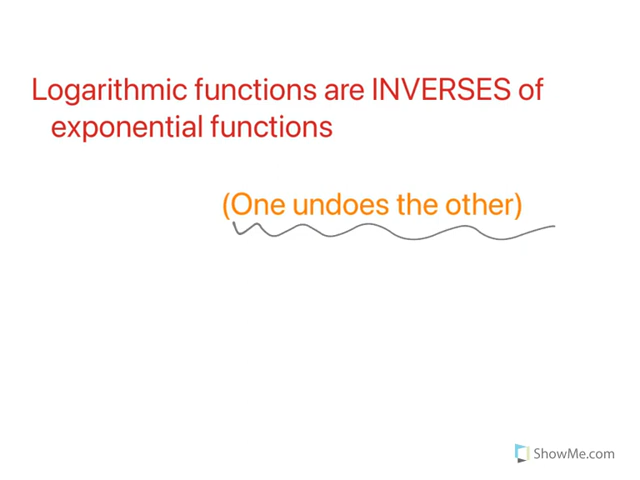 Logarithmic functions are INVERSES of
exponential functions
(One undoes the other)
ShowMe.com